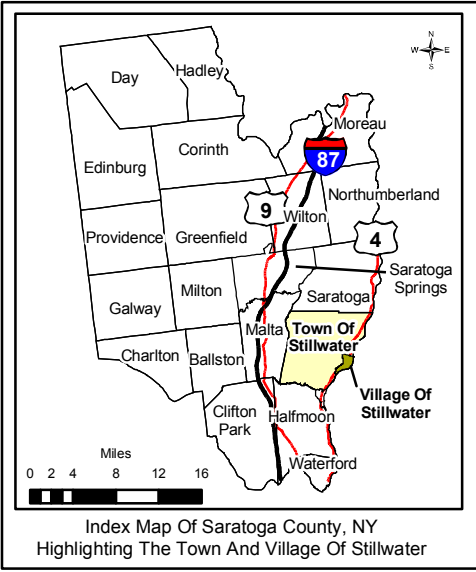 N
W
E
S
Day
Hadley
Moreau
Corinth
87
Edinburg
Northumberland
9
Wilton
4
Providence
Greenfield
Saratoga
Springs
Milton
Saratoga
Galway
Malta
Town Of
Stillwater
Charlton
Ballston
Village Of
Stillwater
Clifton
Park
Halfmoon
Waterford
Miles
0 2 4 8 12 16
Index Map Of Saratoga County, NY
Highlighting The Town And Village Of Stillwater